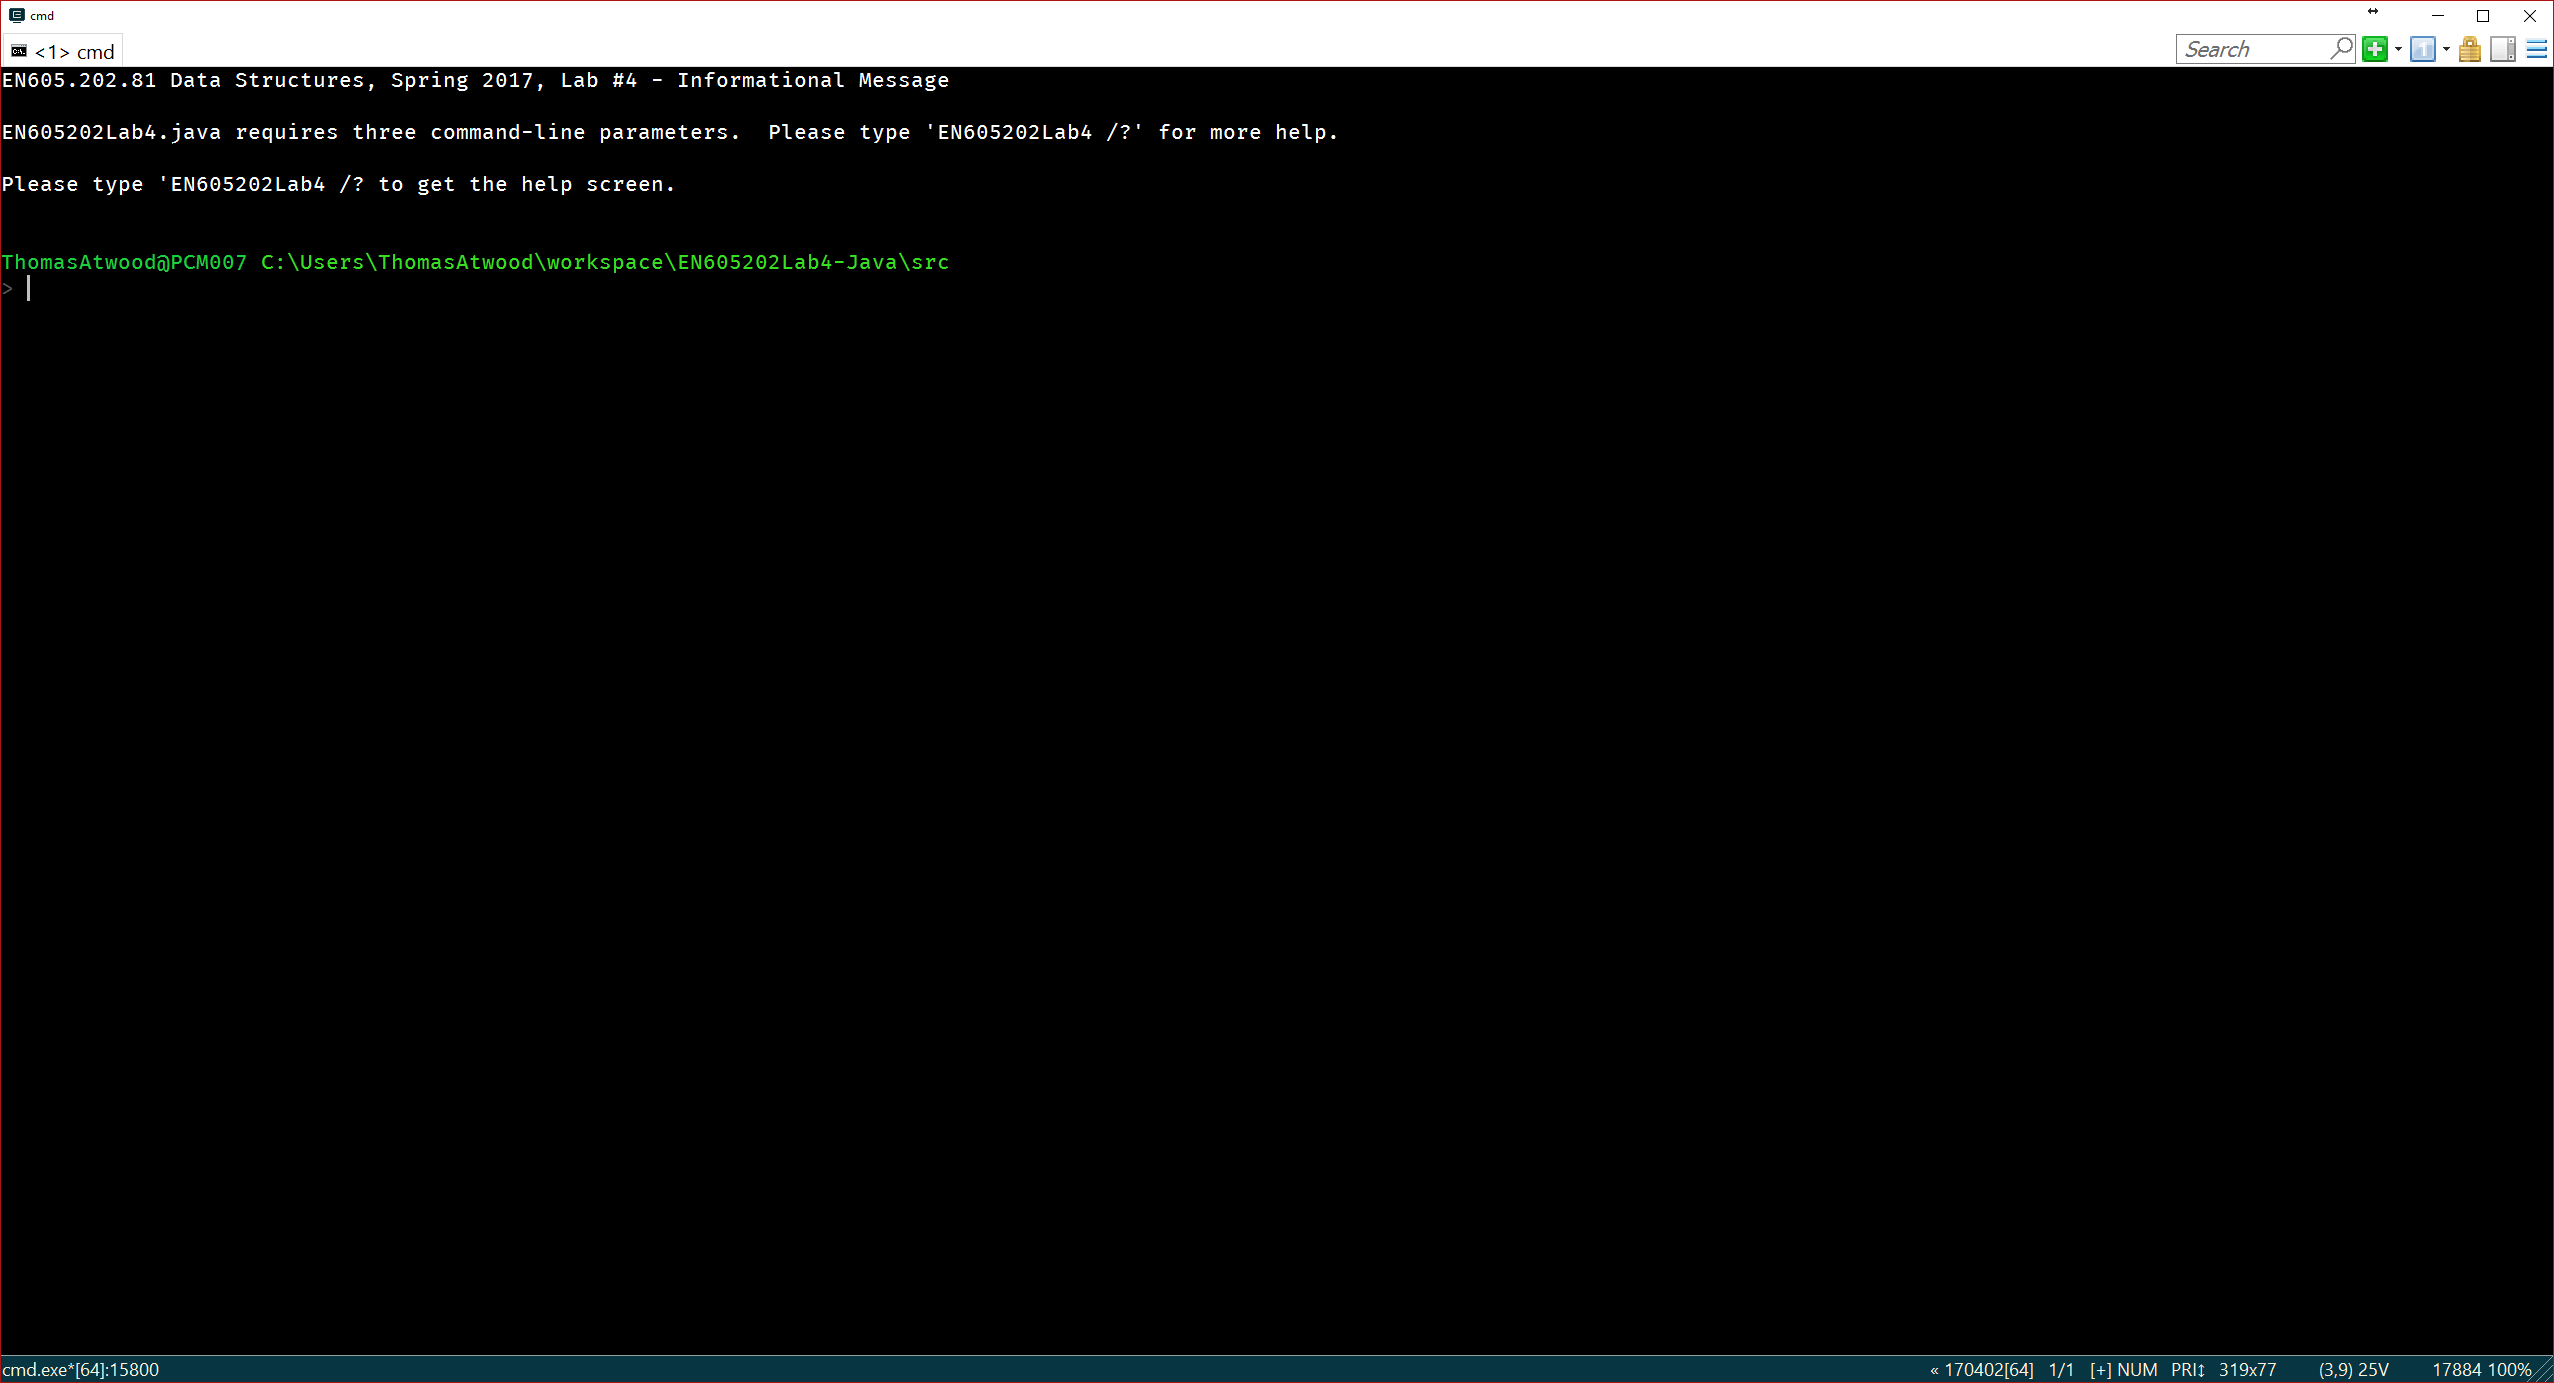 cmd
<1> cmd
Search
EN605.202.81 Data Structures, Spring 2017, Lab #4 - Informational Message
EN605202Lab4.java requires three command-line parameters.  Please type 'EN605202Lab4 /?' for more help.
Please type 'EN605202Lab4 /? to get the help screen.
ThomasAtwood@PCM007 C:\Users\ThomasAtwood\workspace\EN605202Lab4-Java\src
>
cmd.exe*[64]:15800 « 170402[64] 1/1 [+] NUM PRI↕ 319x77 (3,9) 25V 17884 100%